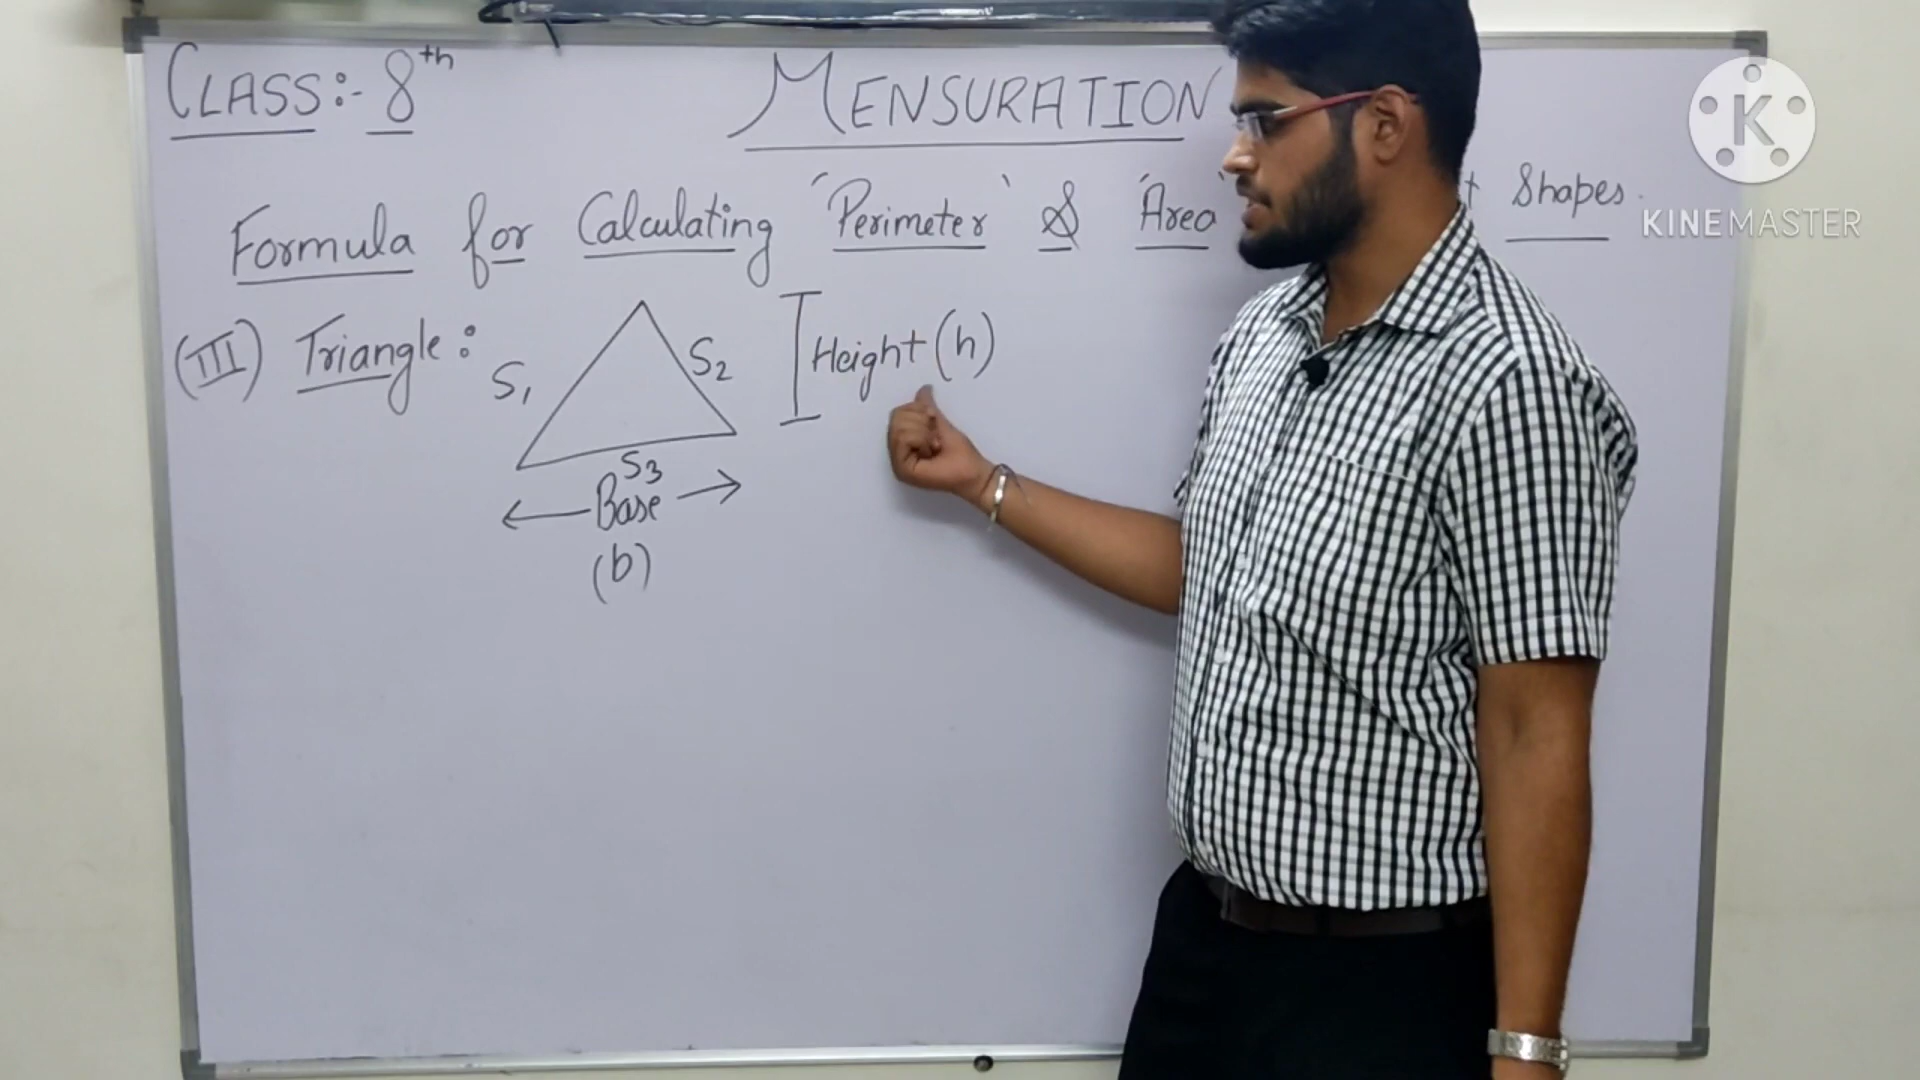 CLASS:- 8th
MENSURATION
K
KINEMASTER
Formula for Calculating 'Perimeter' & 'Area' Shapes.
(III) Triangle:
S1
S2
Height (h)
S3
Base
(b)